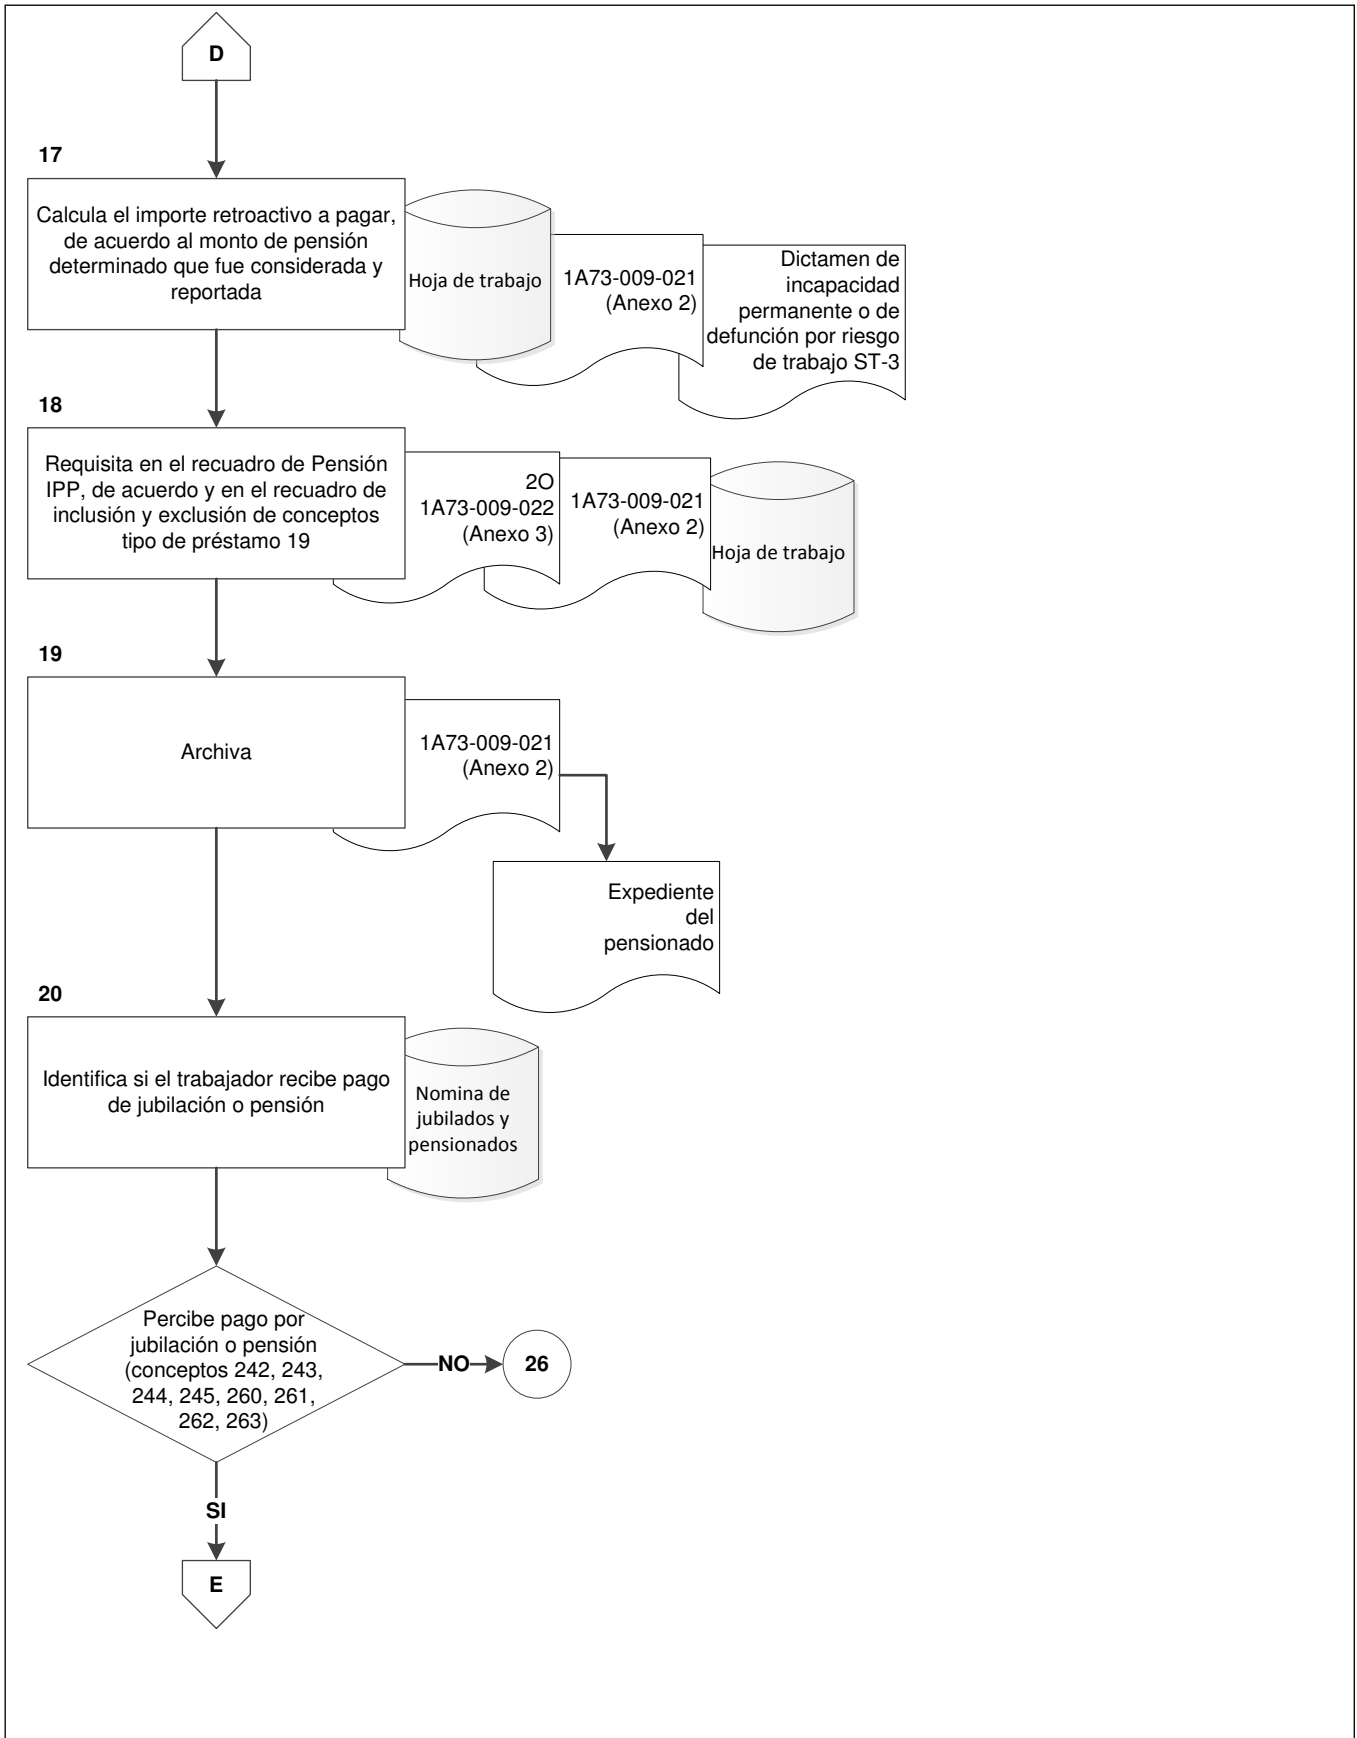 D
17
Calcula el importe retroactivo a pagar,
de acuerdo al monto de pensión
determinado que fue considerada y
reportada
Hoja de trabajo
1A73-009-021
(Anexo 2)
Dictamen de
incapacidad
permanente o de
defunción por riesgo
de trabajo ST-3
18
Requisita en el recuadro de Pensión
IPP, de acuerdo y en el recuadro de
inclusión y exclusión de conceptos
tipo de préstamo 19
2O
1A73-009-022
(Anexo 3)
1A73-009-021
(Anexo 2)
Hoja de trabajo
19
Archiva
1A73-009-021
(Anexo 2)
Expediente
del
pensionado
20
Identifica si el trabajador recibe pago
de jubilación o pensión
Nomina de
jubilados y
pensionados
Percibe pago por
jubilación o pensión
(conceptos 242, 243,
244, 245, 260, 261,
262, 263)
NO
26
SI
E